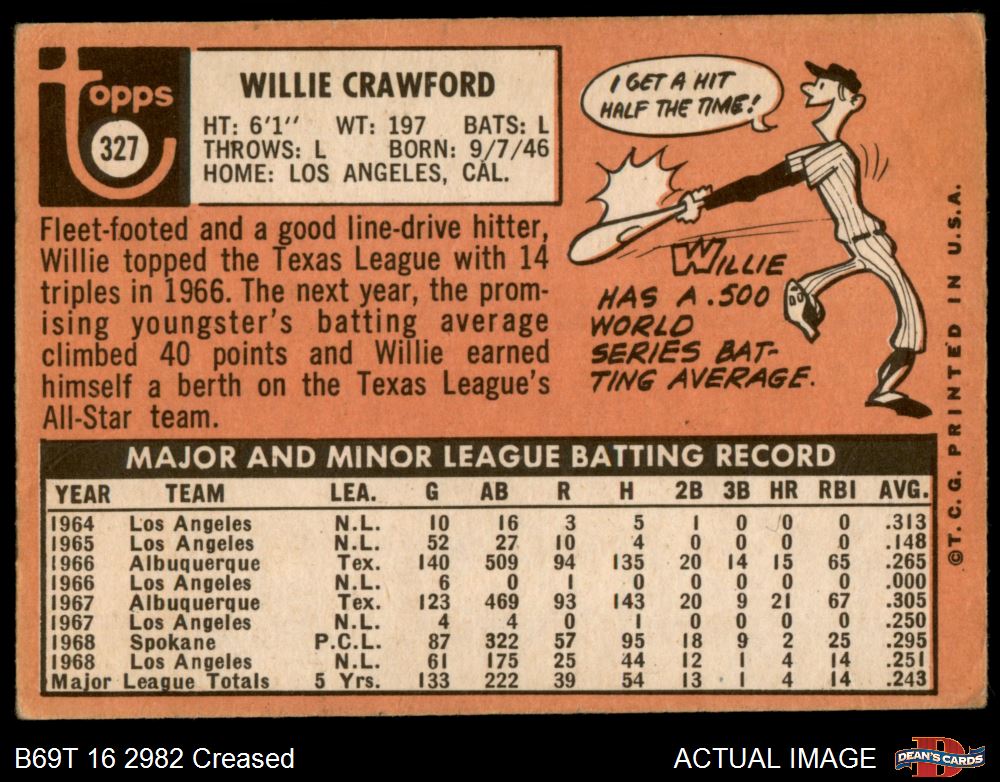 Topps
327
WILLIE CRAWFORD
HT: 6'1" WT: 197 BATS: L
THROWS: L BORN: 9/7/46
HOME: LOS ANGELES, CAL.
Fleet-footed and a good line-drive hitter,
Willie topped the Texas League with 14
triples in 1966. The next year, the prom-
ising youngster's batting average
climbed 40 points and Willie earned
himself a berth on the Texas League's
All-Star team.
I GET A HIT
HALF THE TIME!
WILLIE
HAS A .500
WORLD
SERIES BAT-
TING AVERAGE.
©T. C. G. PRINTED IN U.S.A.
MAJOR AND MINOR LEAGUE BATTING RECORD
YEAR TEAM LEA. G AB R H 2B 3B HR RBI AVG.
1964 Los Angeles N.L. 10 16 3 5 1 0 0 0 .313
1965 Los Angeles N.L. 52 27 10 4 0 0 0 0 .148
1966 Albuquerque Tex. 140 509 94 135 20 14 15 65 .265
1966 Los Angeles N.L. 6 0 1 0 0 0 0 0 .000
1967 Albuquerque Tex. 123 469 93 143 20 9 21 67 .305
1967 Los Angeles N.L. 4 4 0 1 0 0 0 0 .250
1968 Spokane P.C.L. 87 322 57 95 18 9 2 25 .295
1968 Los Angeles N.L. 61 175 25 44 12 1 4 14 .251
Major League Totals 5 Yrs. 133 222 39 54 13 1 4 14 .243
B69T 16 2982 Creased
ACTUAL IMAGE
D
DEAN'S CARDS